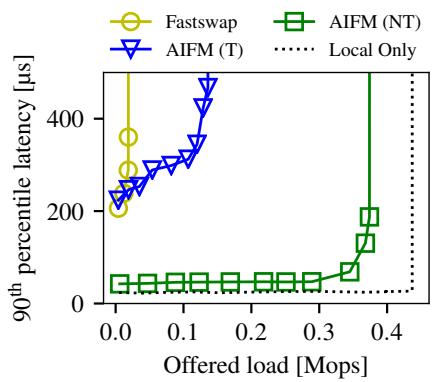 Fastswap
AIFM (NT)
AIFM (T)
Local Only
90th percentile latency [μs]
400
200
0
0.0
0.1
0.2
0.3
0.4
Offered load [Mops]